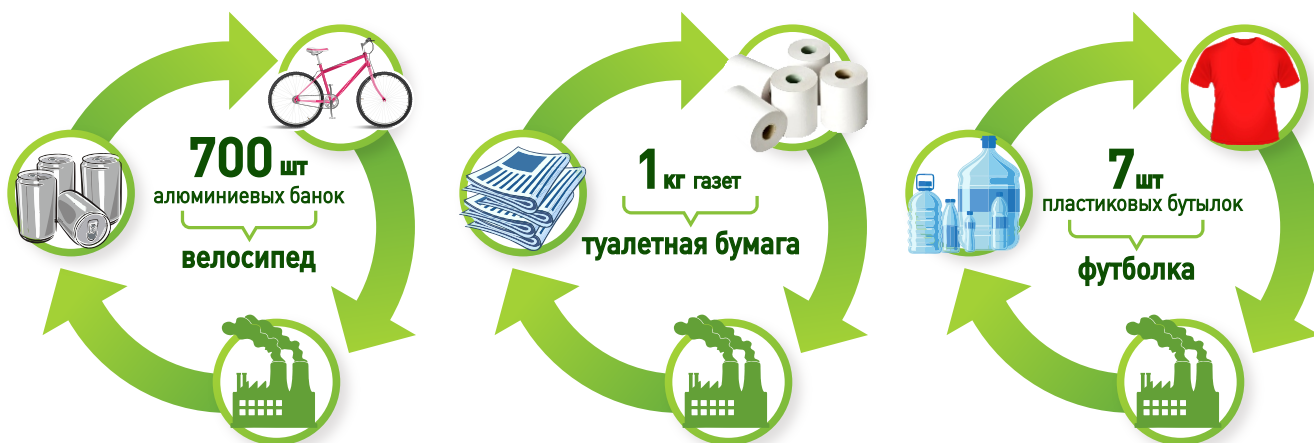 700 шт
алюминиевых банок
велосипед
1 кг газет
туалетная бумага
7 шт
пластиковых бутылок
футболка